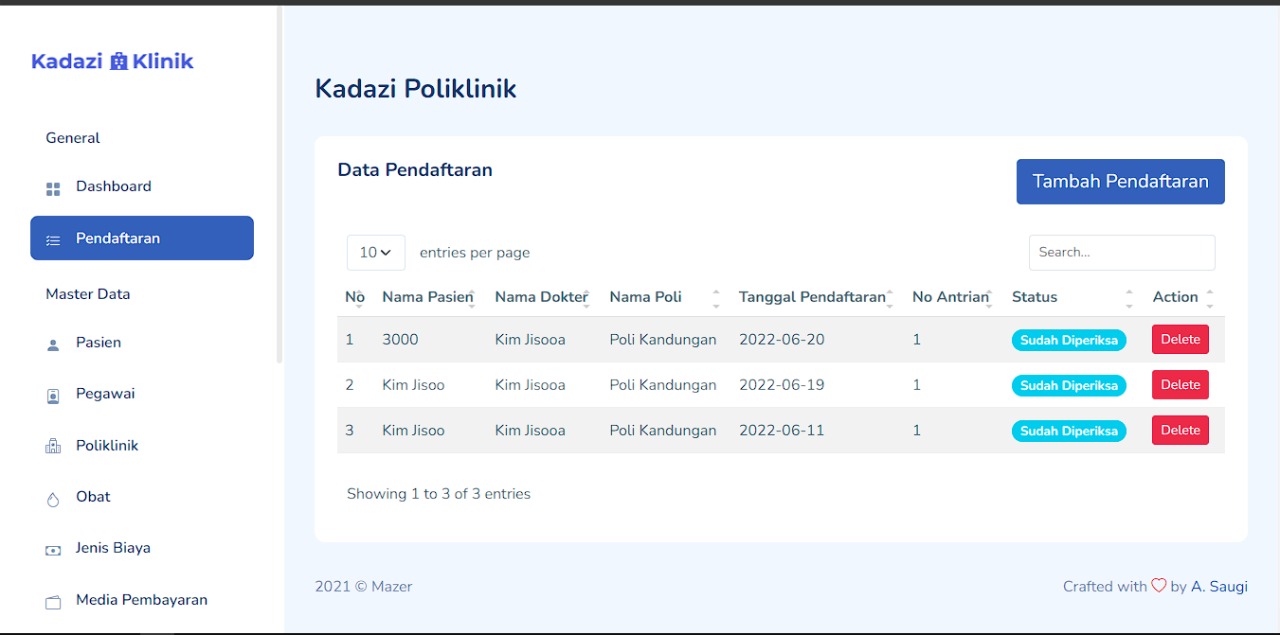 Kadazi Klinik
General
Dashboard
Pendaftaran
Master Data
Pasien
Pegawai
Poliklinik
Obat
Jenis Biaya
Media Pembayaran
Kadazi Poliklinik
Data Pendaftaran
Tambah Pendaftaran
10 entries per page
Search...
No Nama Pasien Nama Dokter Nama Poli Tanggal Pendaftaran No Antrian Status Action
1 3000 Kim Jisooa Poli Kandungan 2022-06-20 1 Sudah Diperiksa Delete
2 Kim Jisoo Kim Jisooa Poli Kandungan 2022-06-19 1 Sudah Diperiksa Delete
3 Kim Jisoo Kim Jisooa Poli Kandungan 2022-06-11 1 Sudah Diperiksa Delete
Showing 1 to 3 of 3 entries
2021 © Mazer
Crafted with ♡ by A. Saugi